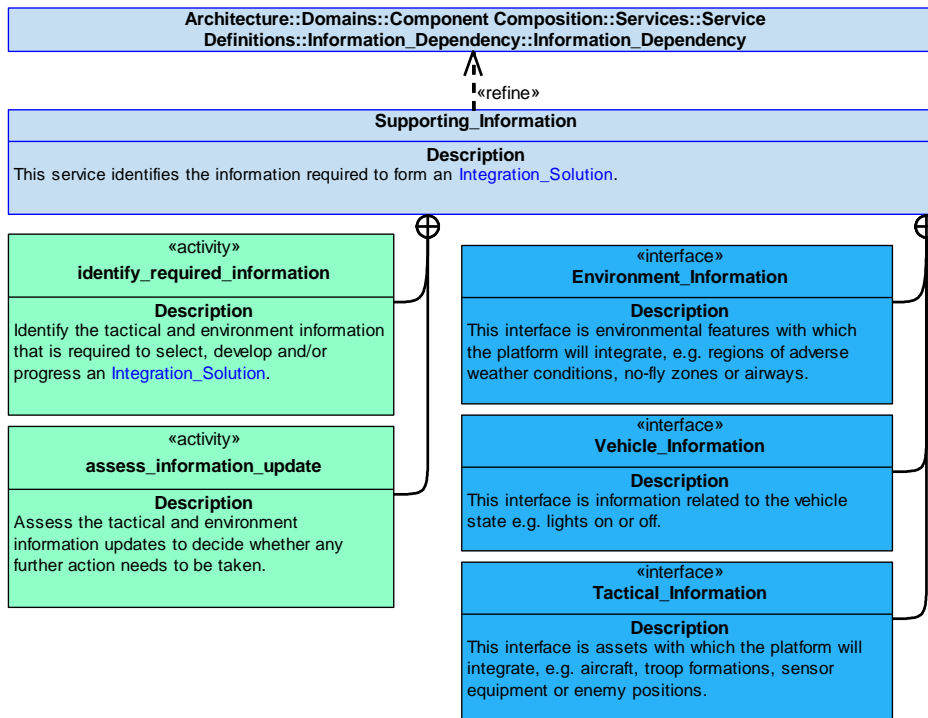 Architecture::Domains::Component Composition::Services::Service
Definitions::Information_Dependency::Information_Dependency
«refine»
Supporting_Information
Description
This service identifies the information required to form an Integration_Solution.
«activity»
identify_required_information
Description
Identify the tactical and environment information
that is required to select, develop and/or
progress an Integration_Solution.
«activity»
assess_information_update
Description
Assess the tactical and environment
information updates to decide whether any
further action needs to be taken.
«interface»
Environment_Information
Description
This interface is environmental features with which
the platform will integrate, e.g. regions of adverse
weather conditions, no-fly zones or airways.
«interface»
Vehicle_Information
Description
This interface is information related to the vehicle
state e.g. lights on or off.
«interface»
Tactical_Information
Description
This interface is assets with which the platform will
integrate, e.g. aircraft, troop formations, sensor
equipment or enemy positions.